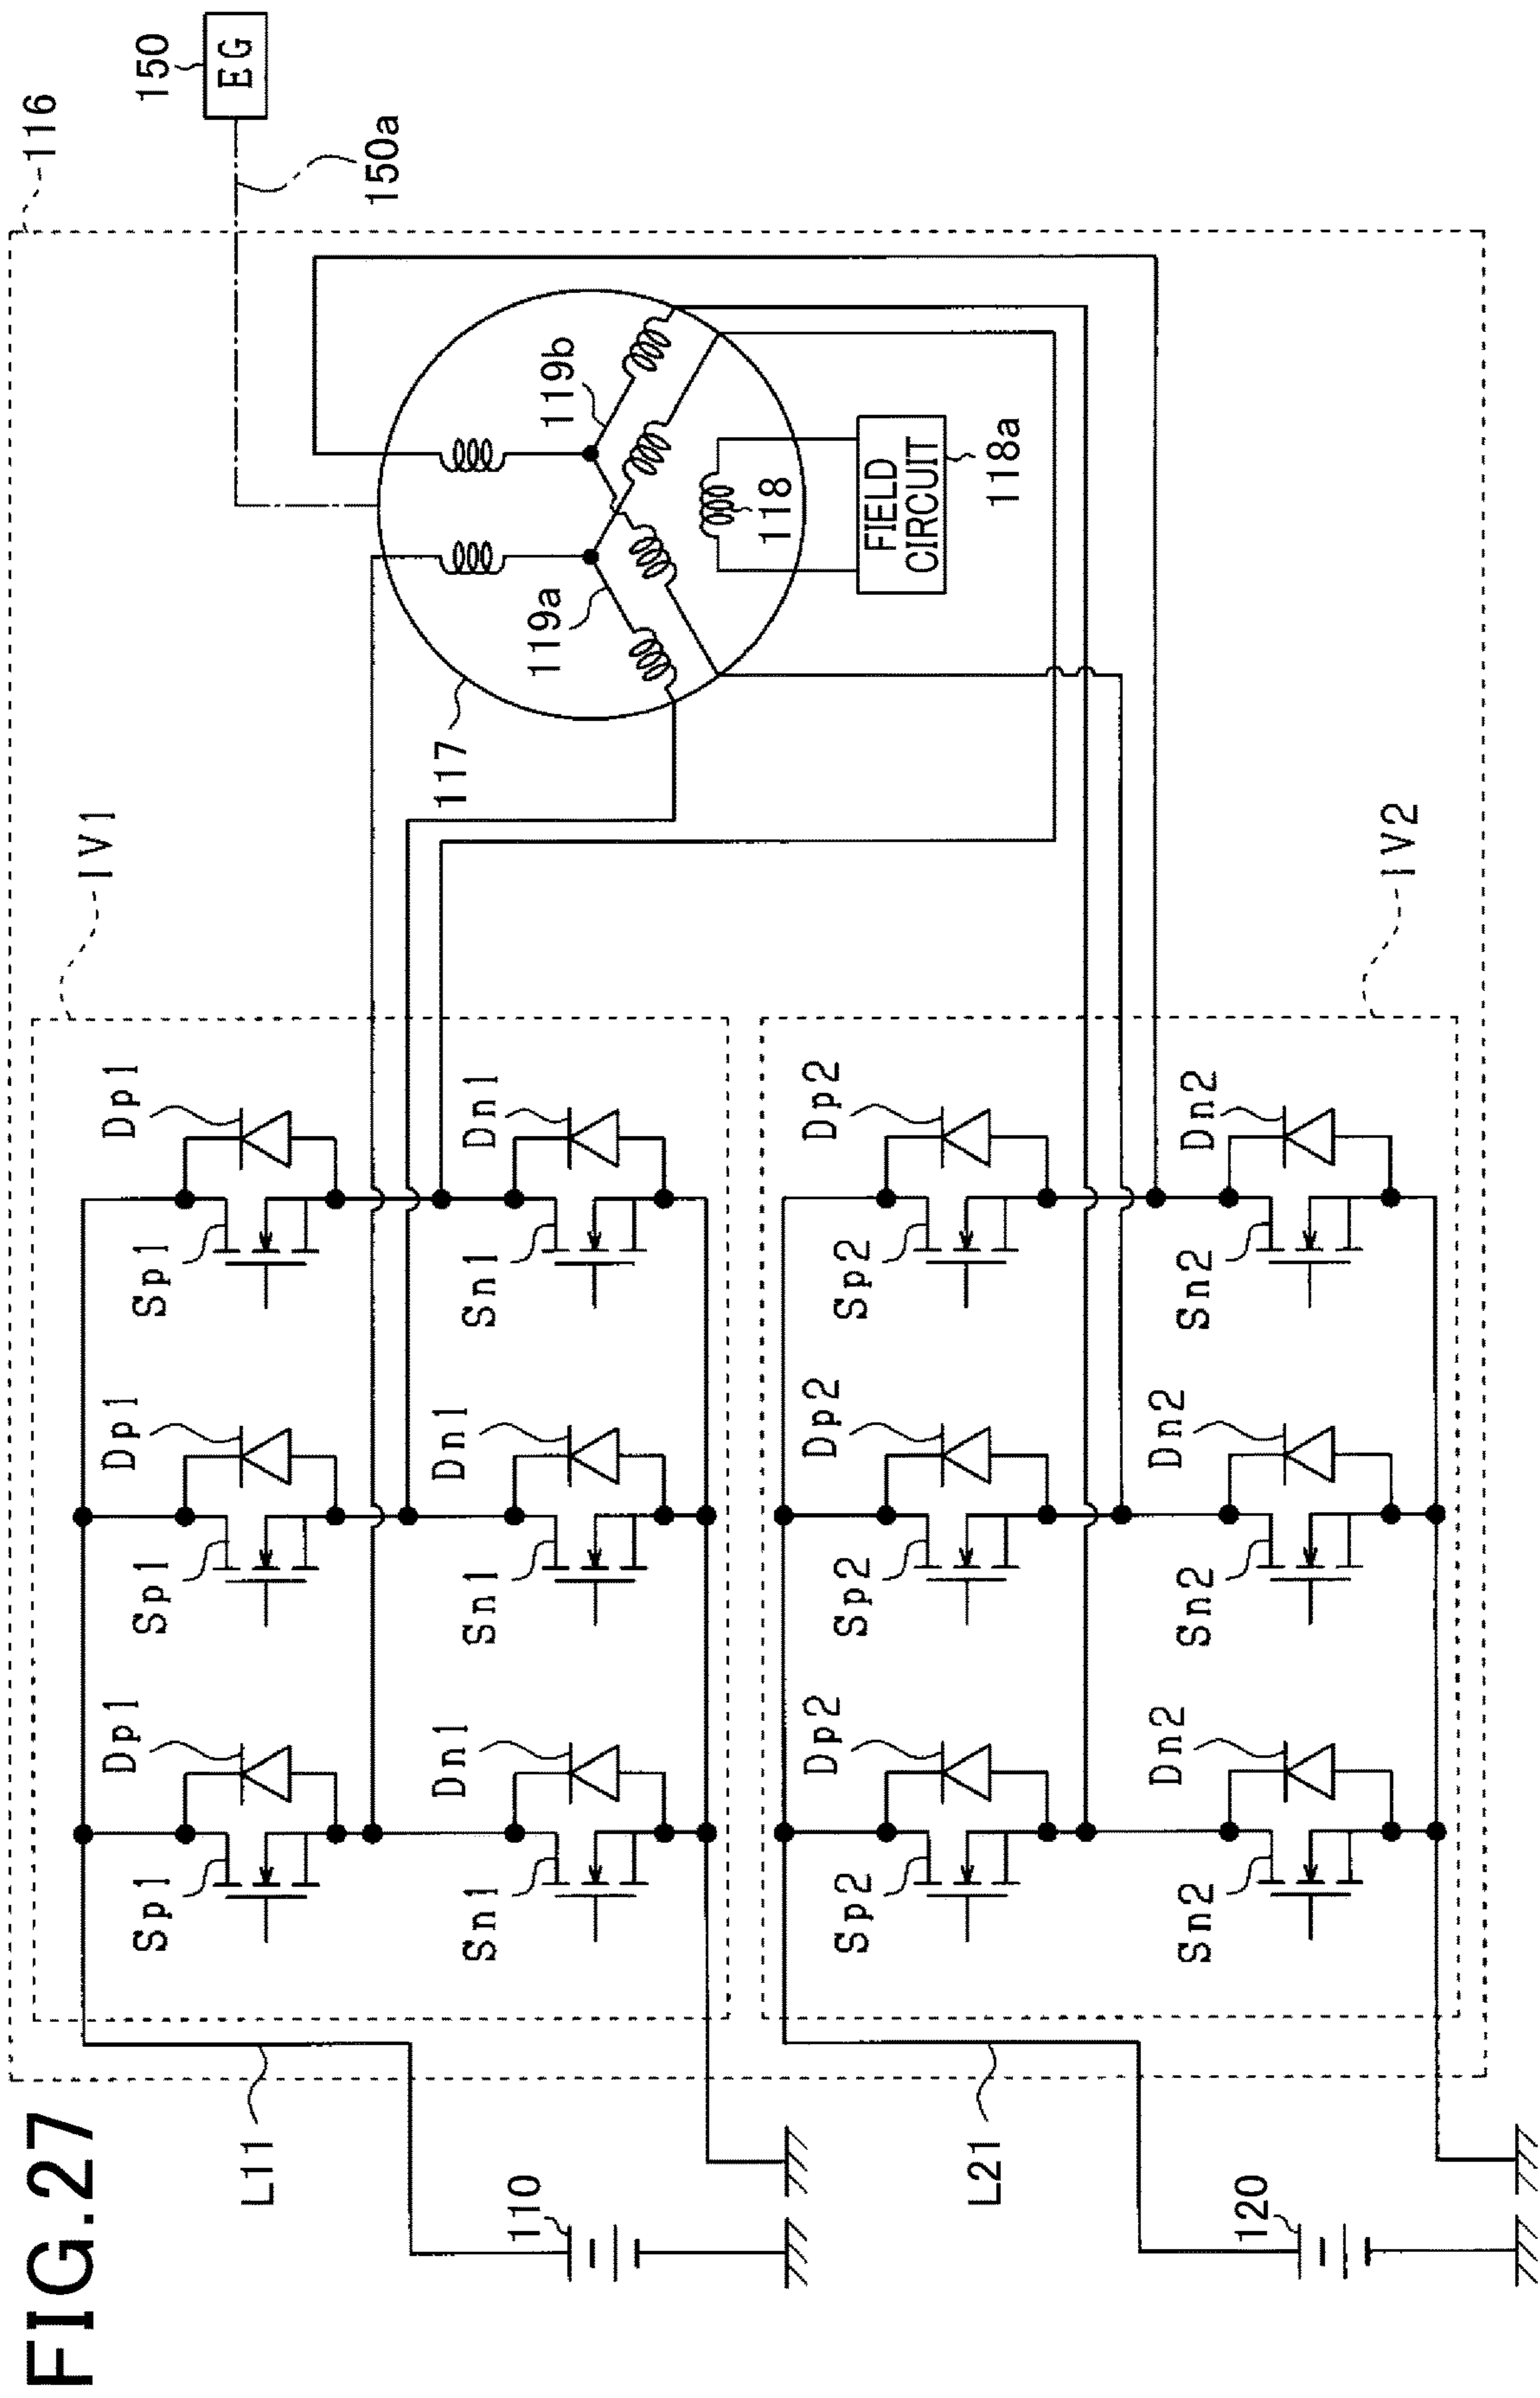 FIG.27
116
150
EG
150a
IV1
117
119a
119b
118
FIELD
CIRCUIT
118a
L11
110
Sp1
Dp1
Sp1
Dp1
Sp1
Dp1
Sn1
Dn1
Sn1
Dn1
Sn1
Dn1
IV2
L21
120
Sp2
Dp2
Sp2
Dp2
Sp2
Dp2
Sn2
Dn2
Sn2
Dn2
Sn2
Dn2